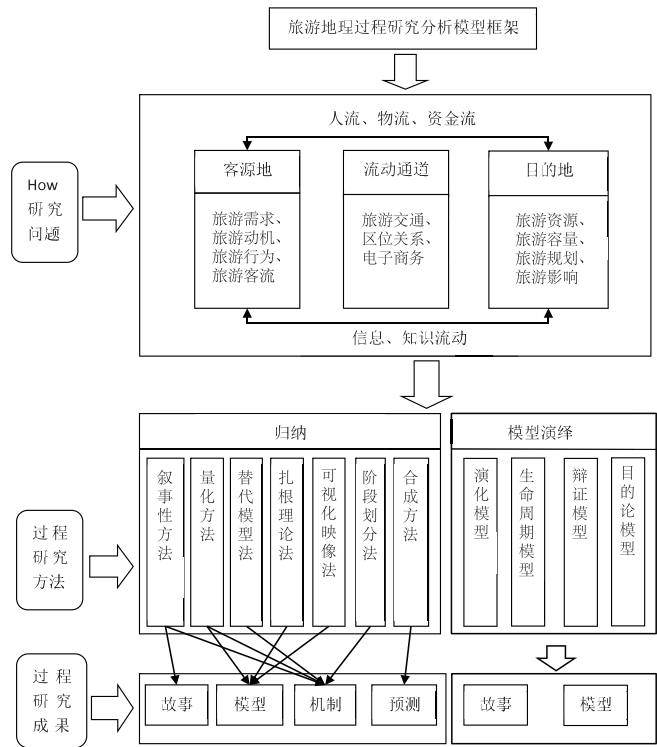 旅游地理过程研究分析模型框架
人流、物流、资金流
How
研究
问题
客源地
旅游需求、
旅游动机、
旅游行为、
旅游客流
流动通道
旅游交通、
区位关系、
电子商务
目的地
旅游资源、
旅游容量、
旅游规划、
旅游影响
信息、知识流动
过程
研究
方法
归纳
叙事性方法
量化方法
替代模型法
扎根理论法
可视化映像法
阶段划分法
合成方法
模型演绎
演化模型
生命周期模型
辩证模型
目的论模型
过程
研究
成果
故事
模型
机制
预测
故事
模型